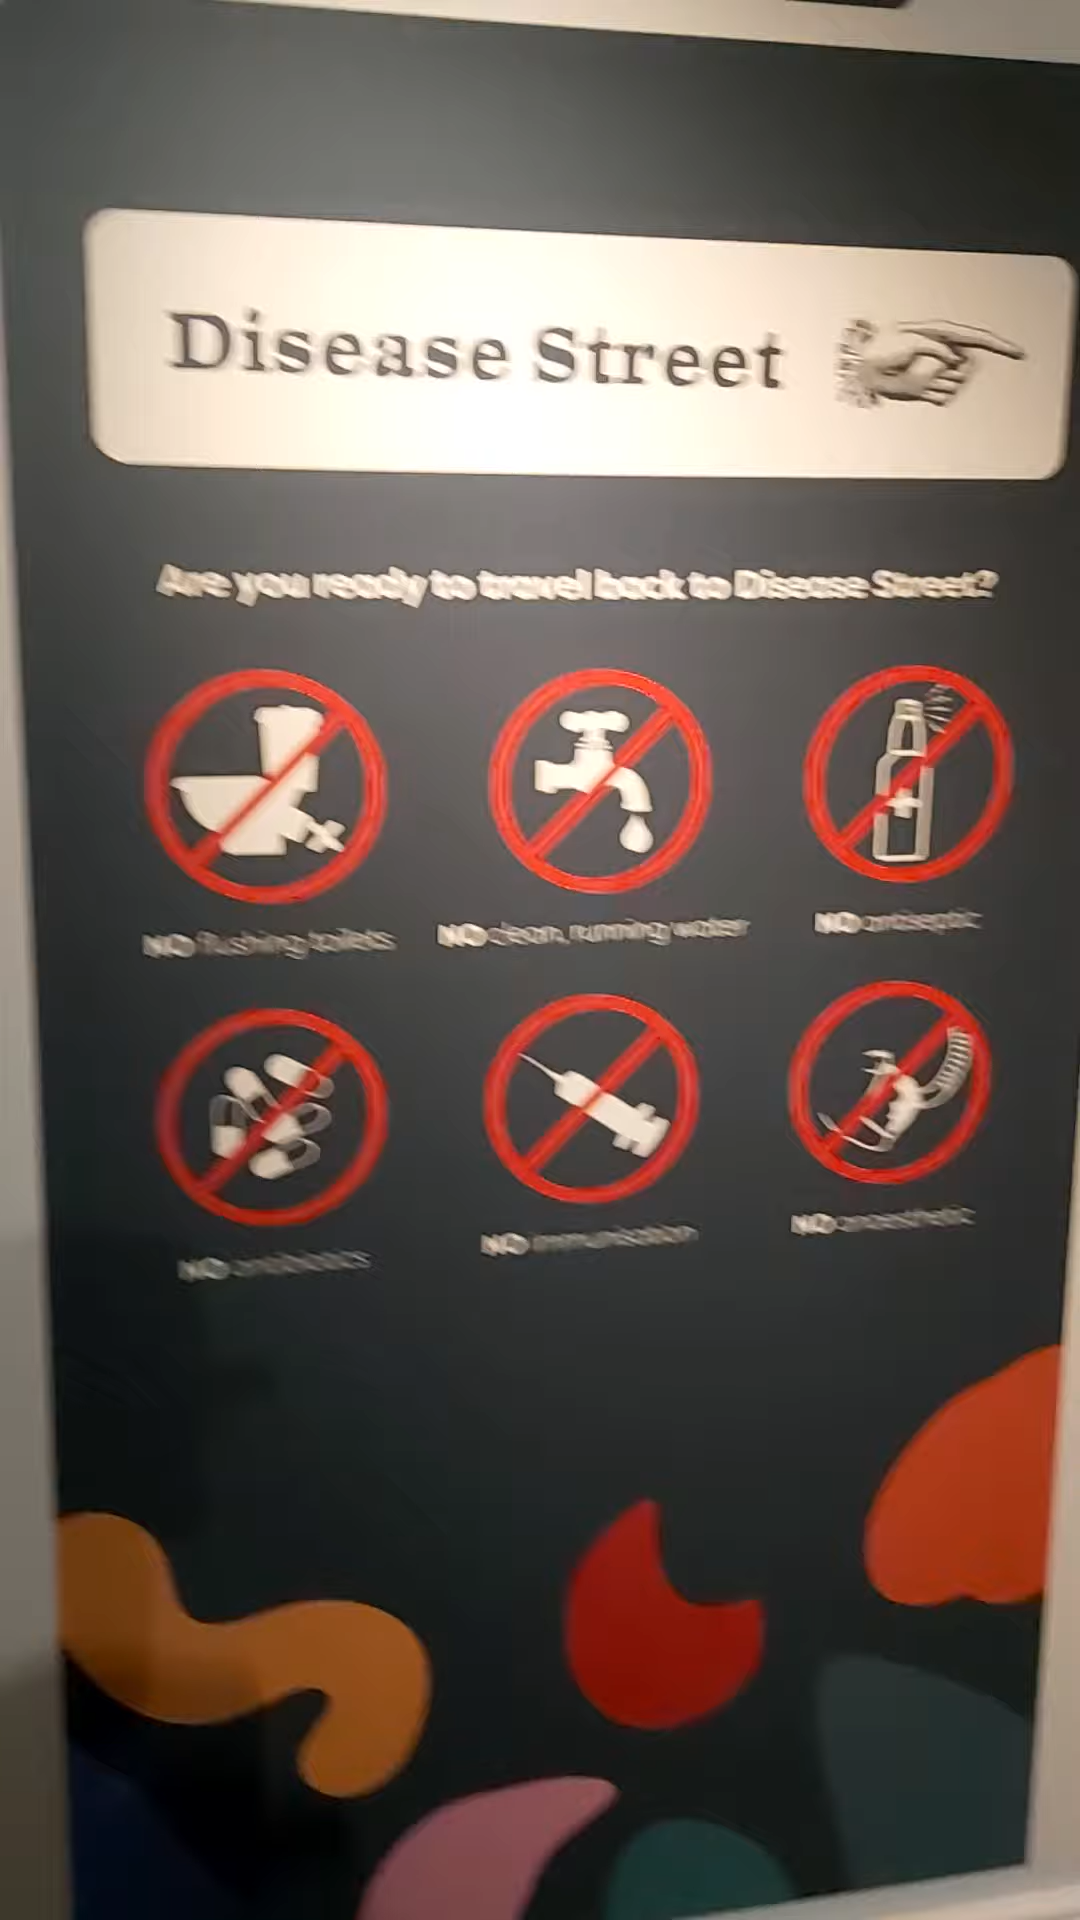 Disease Street
Are you ready to travel back to Disease Street?
NO flushing toilets
NO clean, running water
NO antiseptic
NO antibiotics
NO immunisation
NO anaesthetic